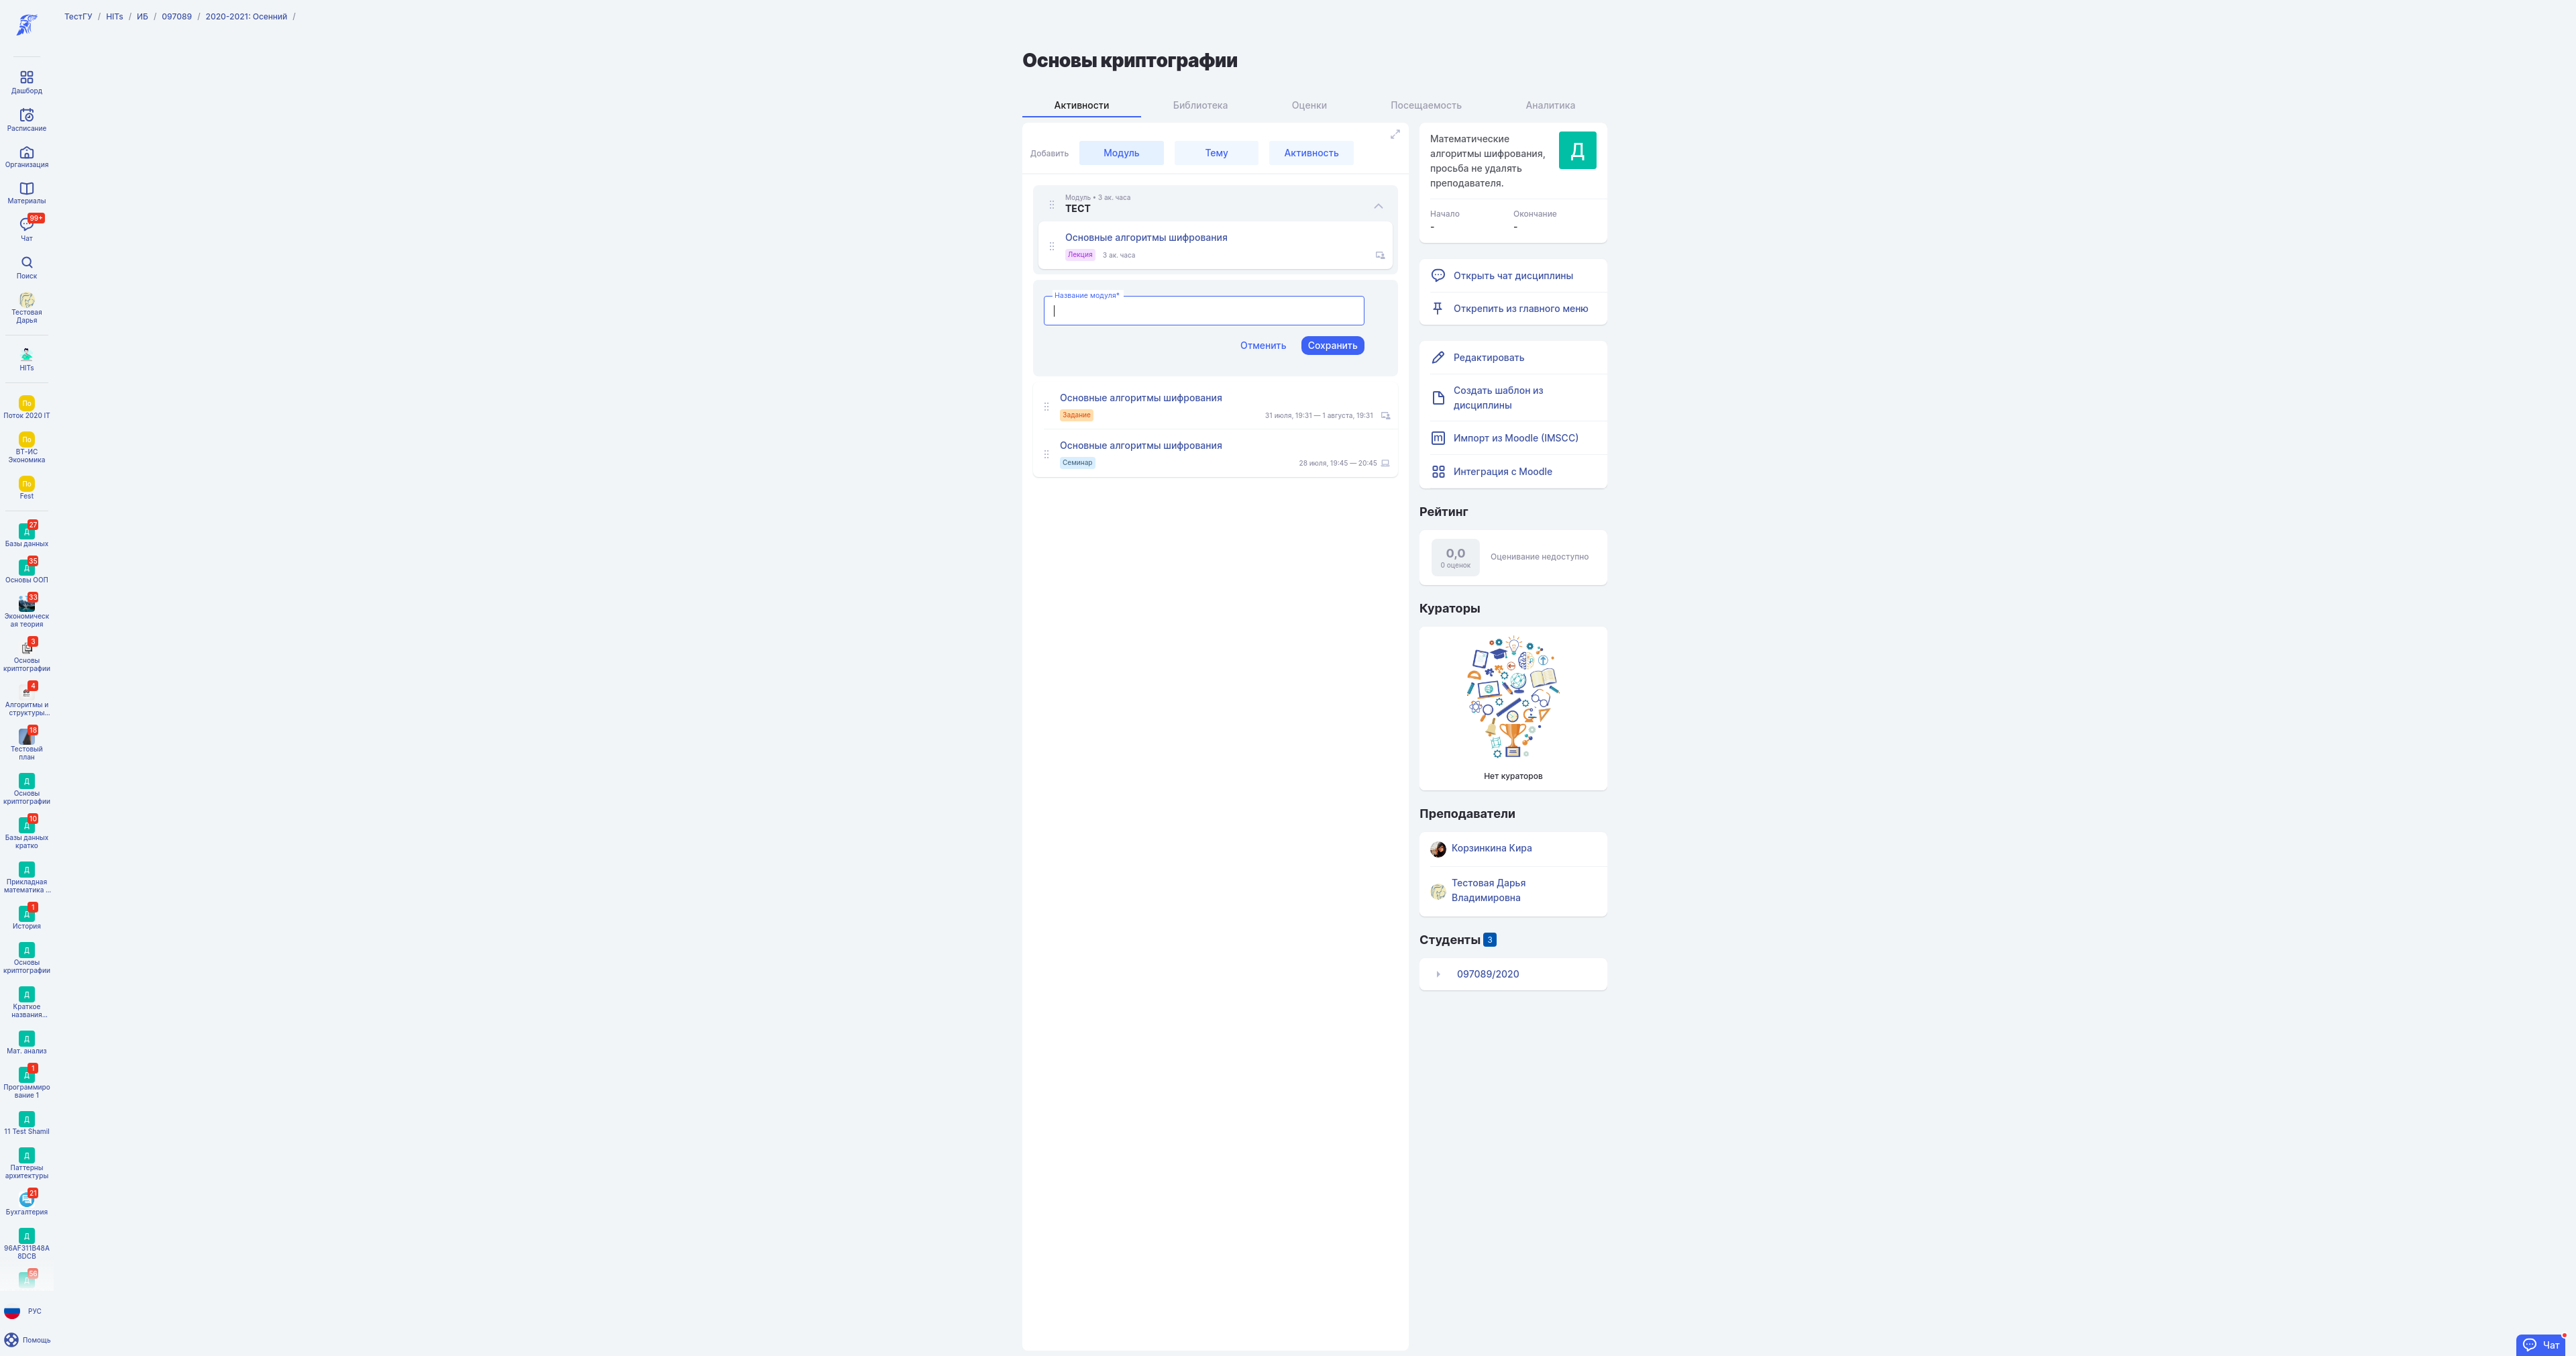 ТестГУ / HITs / ИБ / 097089 / 2020-2021: Осенний /
Дашборд
Расписание
Организация
Материалы
99+
Чат
Поиск
Тестовая
Дарья
HITs
По
Поток 2020 IT
По
ВТ-ИС
Экономика
По
Fest
27
Д
Базы данных
35
Д
Основы ООП
33
Экономическ
ая теория
3
Основы
криптографии
4
Алгоритмы и
структуры...
18
Тестовый
план
Д
Основы
криптографии
10
Д
Базы данных
кратко
Д
Прикладная
математика ...
1
Д
История
Д
Основы
криптографии
Д
Краткое
названия...
Д
Мат. анализ
1
Д
Программиро
вание 1
Д
11 Test Shamil
Д
Паттерны
архитектуры
21
Бухгалтерия
Д
96AF311B48A
8DCB
56
Д
РУС
Помощь
Основы криптографии
Активности Библиотека Оценки Посещаемость Аналитика
Добавить Модуль Тему Активность
Модуль • 3 ак. часа
ТЕСТ
Основные алгоритмы шифрования
Лекция 3 ак. часа
Название модуля*
Отменить Сохранить
Основные алгоритмы шифрования
Задание 31 июля, 19:31 — 1 августа, 19:31
Основные алгоритмы шифрования
Семинар 28 июля, 19:45 — 20:45
Математические
алгоритмы шифрования,
просьба не удалять
преподавателя.
Д
Начало Окончание
- -
Открыть чат дисциплины
Открепить из главного меню
Редактировать
Создать шаблон из
дисциплины
Импорт из Moodle (IMSCC)
Интеграция с Moodle
Рейтинг
0,0
0 оценок
Оценивание недоступно
Кураторы
Нет кураторов
Преподаватели
Корзинкина Кира
Тестовая Дарья
Владимировна
Студенты 3
097089/2020
Чат